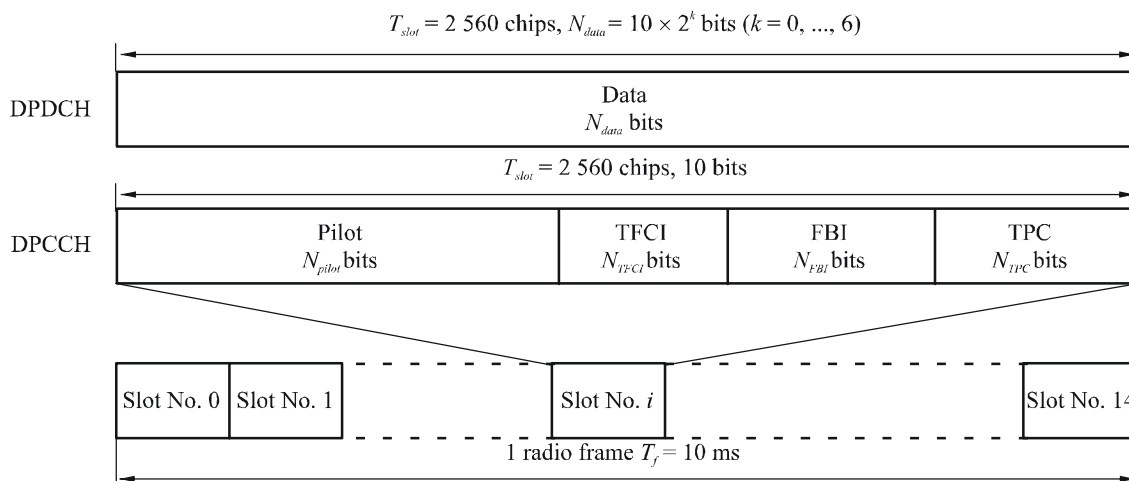 T_slot = 2 560 chips, N_data = 10 × 2^k bits (k = 0, ..., 6)
DPDCH
Data
N_data bits
T_slot = 2 560 chips, 10 bits
DPCCH
Pilot
N_pilot bits
TFCI
N_TFCI bits
FBI
N_FBI bits
TPC
N_TPC bits
Slot No. 0
Slot No. 1
Slot No. i
Slot No. 14
1 radio frame T_f = 10 ms